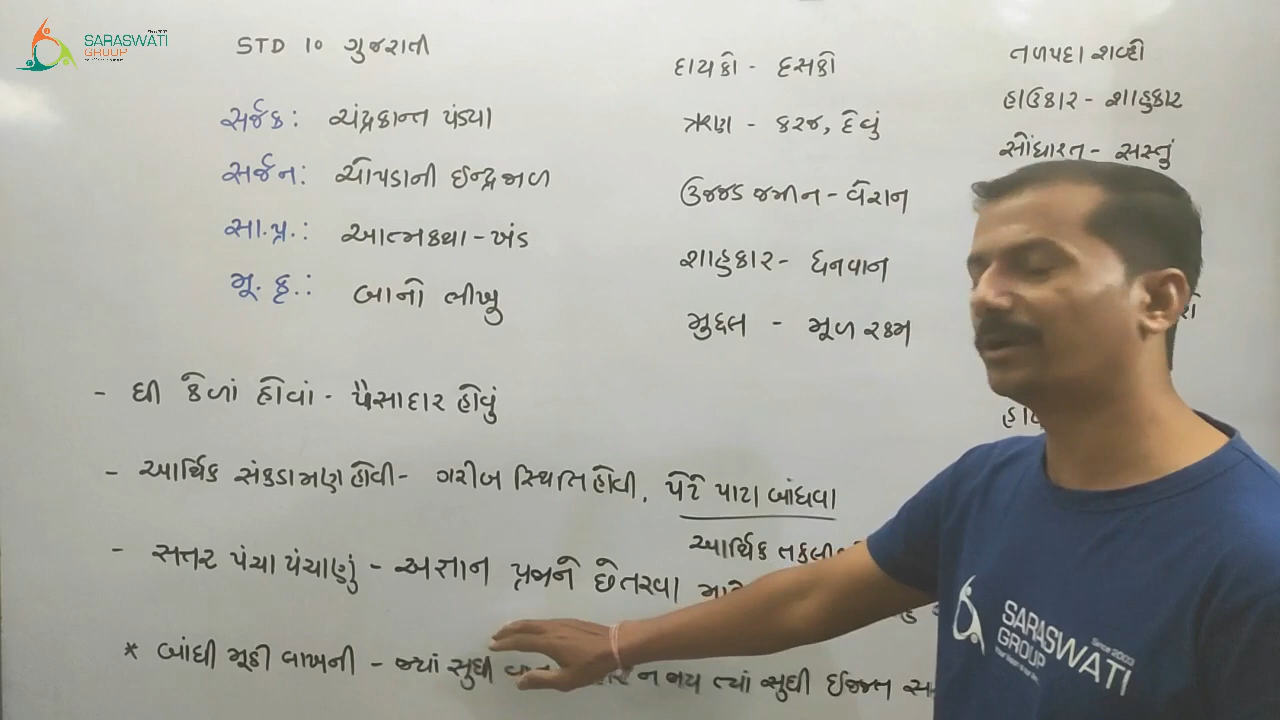 SARASWATI
GROUP
STD 10 ગુજરાતી
સર્જક: ચંદ્રકાન્ત પંડ્યા
સર્જન: ચોપડાની ઈન્દ્રજાળ
સા.પ્ર.: આત્મકથા - ખંડ
મૂ. કૃ.: બાનો ભીખુ
દાયકો - દસકો
ઋણ - કરજ, દેવું
ઉજ્જડ જમીન - વેરાન
શાહુકાર - ધનવાન
મુદ્દલ - મૂળ રકમ
તળપદા શબ્દો
હાઉકાર - શાહુકાર
સોંઘારત - સસ્તું
- ઘી કેળાં હોવાં - પૈસાદાર હોવું
- આર્થિક સંકડામણ હોવી - ગરીબ સ્થિતિ હોવી, પેટે પાટા બાંધવા
આર્થિક
- સત્તર પંચા પંચાણું - અજ્ઞાન પ્રજાને છેતરવા માટે
* બાંધી મૂઠી લાખની - જ્યાં સુધી ન જાય ત્યાં સુધી ઈજ્જત
SARASWATI
GROUP
Since 2003